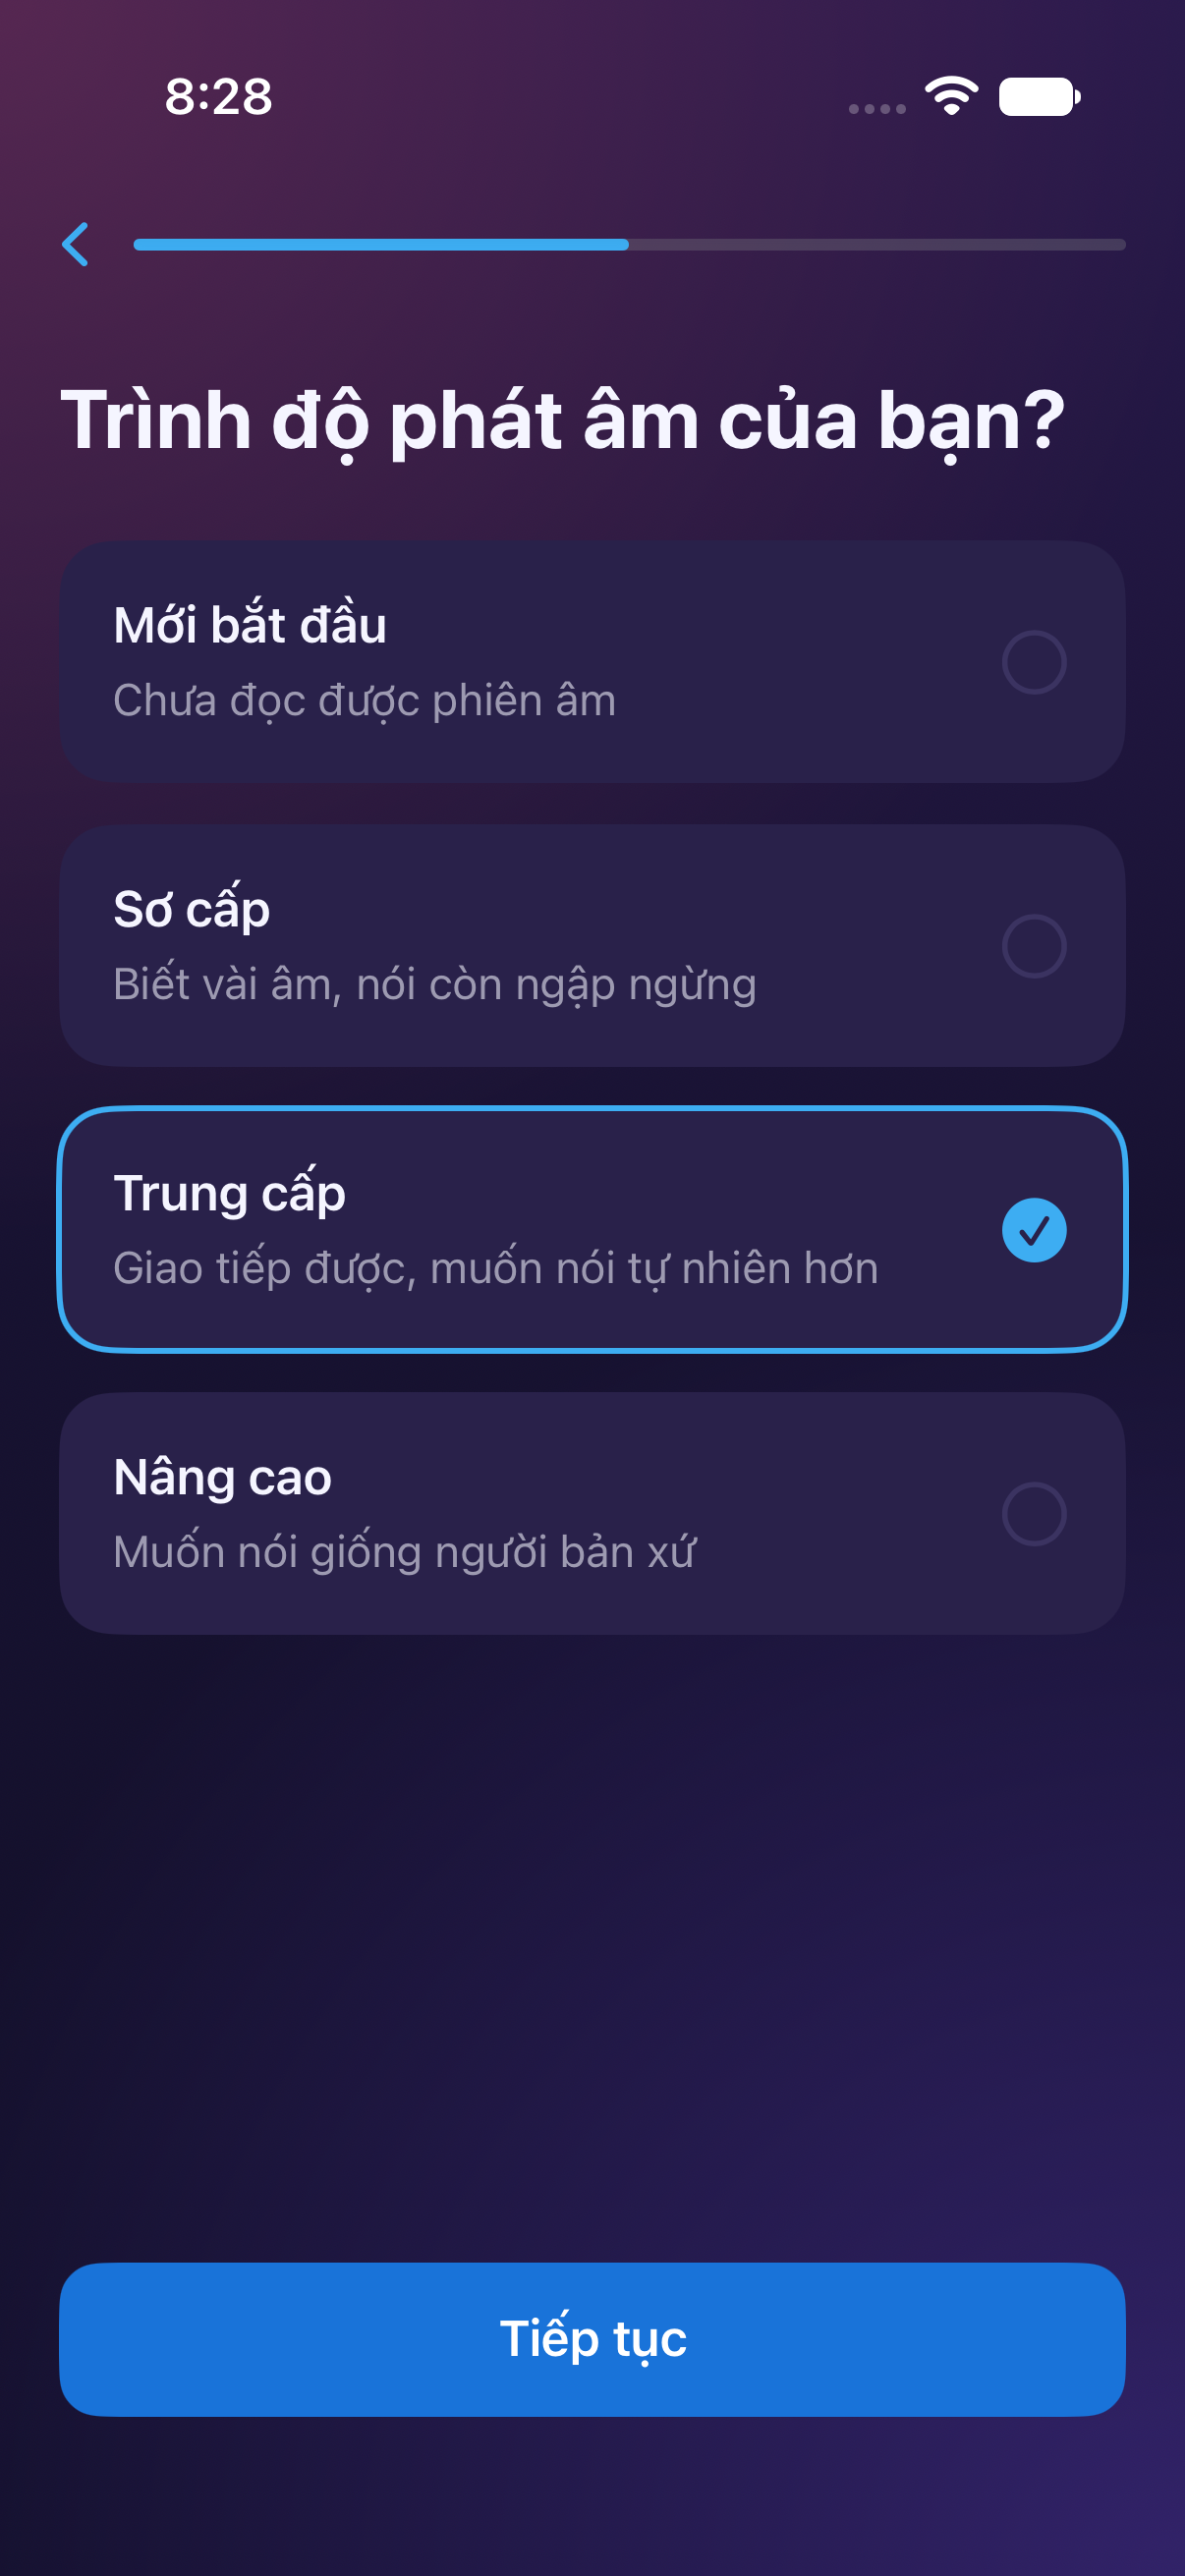 8:28
Trình độ phát âm của bạn?
Mới bắt đầu
Chưa đọc được phiên âm
Sơ cấp
Biết vài âm, nói còn ngập ngừng
Trung cấp
Giao tiếp được, muốn nói tự nhiên hơn
Nâng cao
Muốn nói giống người bản xứ
Tiếp tục